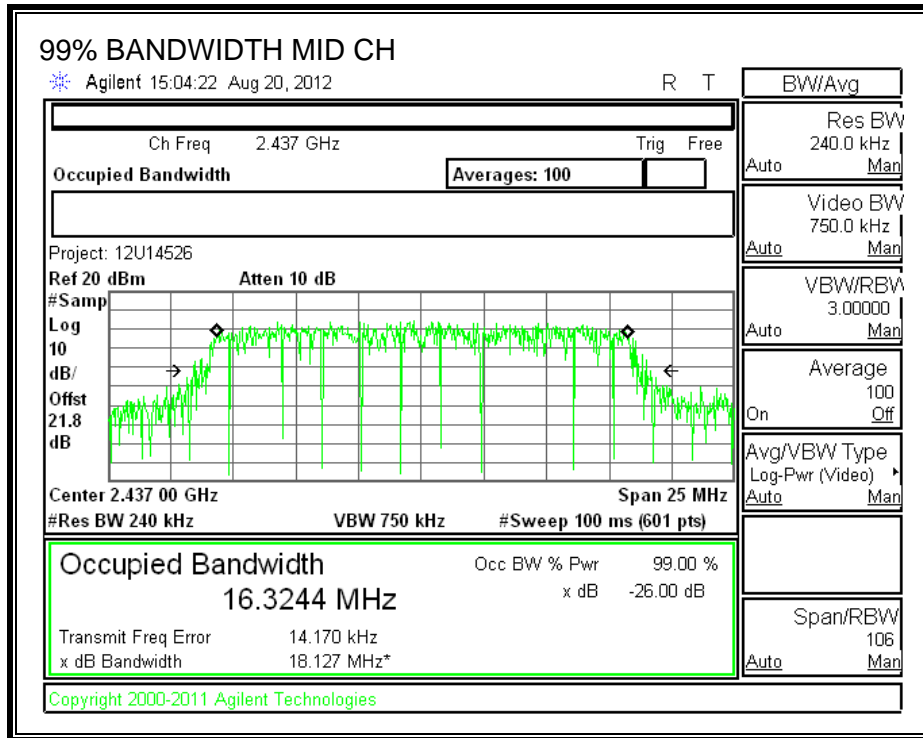 99% BANDWIDTH MID CH
Agilent 15:04:22 Aug 20, 2012 R T
Ch Freq 2.437 GHz Trig Free
Occupied Bandwidth Averages: 100
Project: 12U14526
Ref 20 dBm Atten 10 dB
#Samp
Log
10
dB/
Offst
21.8
dB
Center 2.437 00 GHz Span 25 MHz
#Res BW 240 kHz VBW 750 kHz #Sweep 100 ms (601 pts)
Occupied Bandwidth Occ BW % Pwr 99.00 %
16.3244 MHz x dB -26.00 dB
Transmit Freq Error 14.170 kHz
x dB Bandwidth 18.127 MHz*
Copyright 2000-2011 Agilent Technologies
BW/Avg
Res BW
240.0 kHz
Auto Man
Video BW
750.0 kHz
Auto Man
VBW/RBW
3.00000
Auto Man
Average
100
On Off
Avg/VBW Type
Log-Pwr (Video)
Auto Man
Span/RBW
106
Auto Man